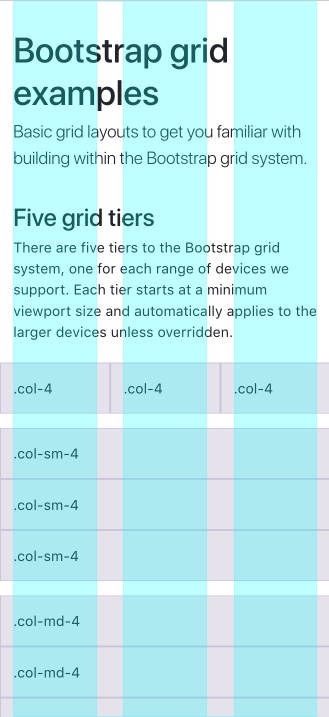 Bootstrap grid
examples
Basic grid layouts to get you familiar with
building within the Bootstrap grid system.
Five grid tiers
There are five tiers to the Bootstrap grid
system, one for each range of devices we
support. Each tier starts at a minimum
viewport size and automatically applies to the
larger devices unless overridden.
.col-4 .col-4 .col-4
.col-sm-4
.col-sm-4
.col-sm-4
.col-md-4
.col-md-4